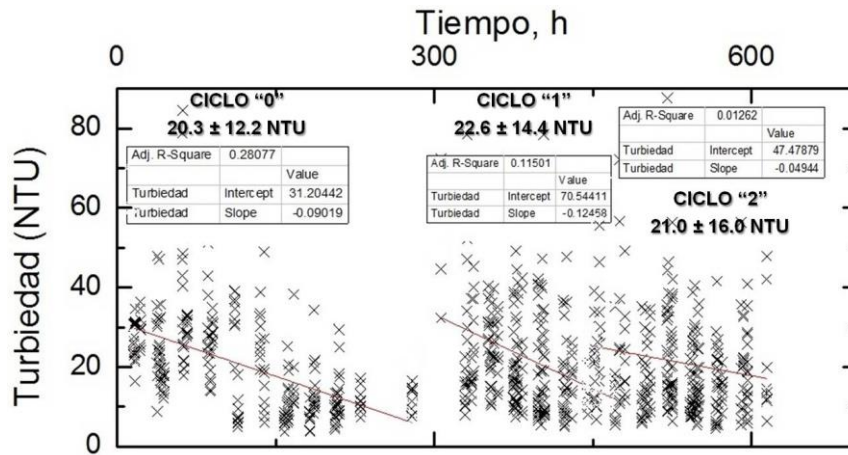 Tiempo, h
0 300 600
Turbiedad (NTU)
80
60
40
20
0
CICLO “0”
20.3 ± 12.2 NTU
Adj. R-Square 0.28077
Value
Turbiedad Intercept 31.20442
Turbiedad Slope -0.09019
CICLO “1”
22.6 ± 14.4 NTU
Adj. R-Square 0.11501
Value
Turbiedad Intercept 70.54411
Turbiedad Slope -0.12458
Adj. R-Square 0.01262
Value
Turbiedad Intercept 47.47879
Turbiedad Slope -0.04944
CICLO “2”
21.0 ± 16.0 NTU